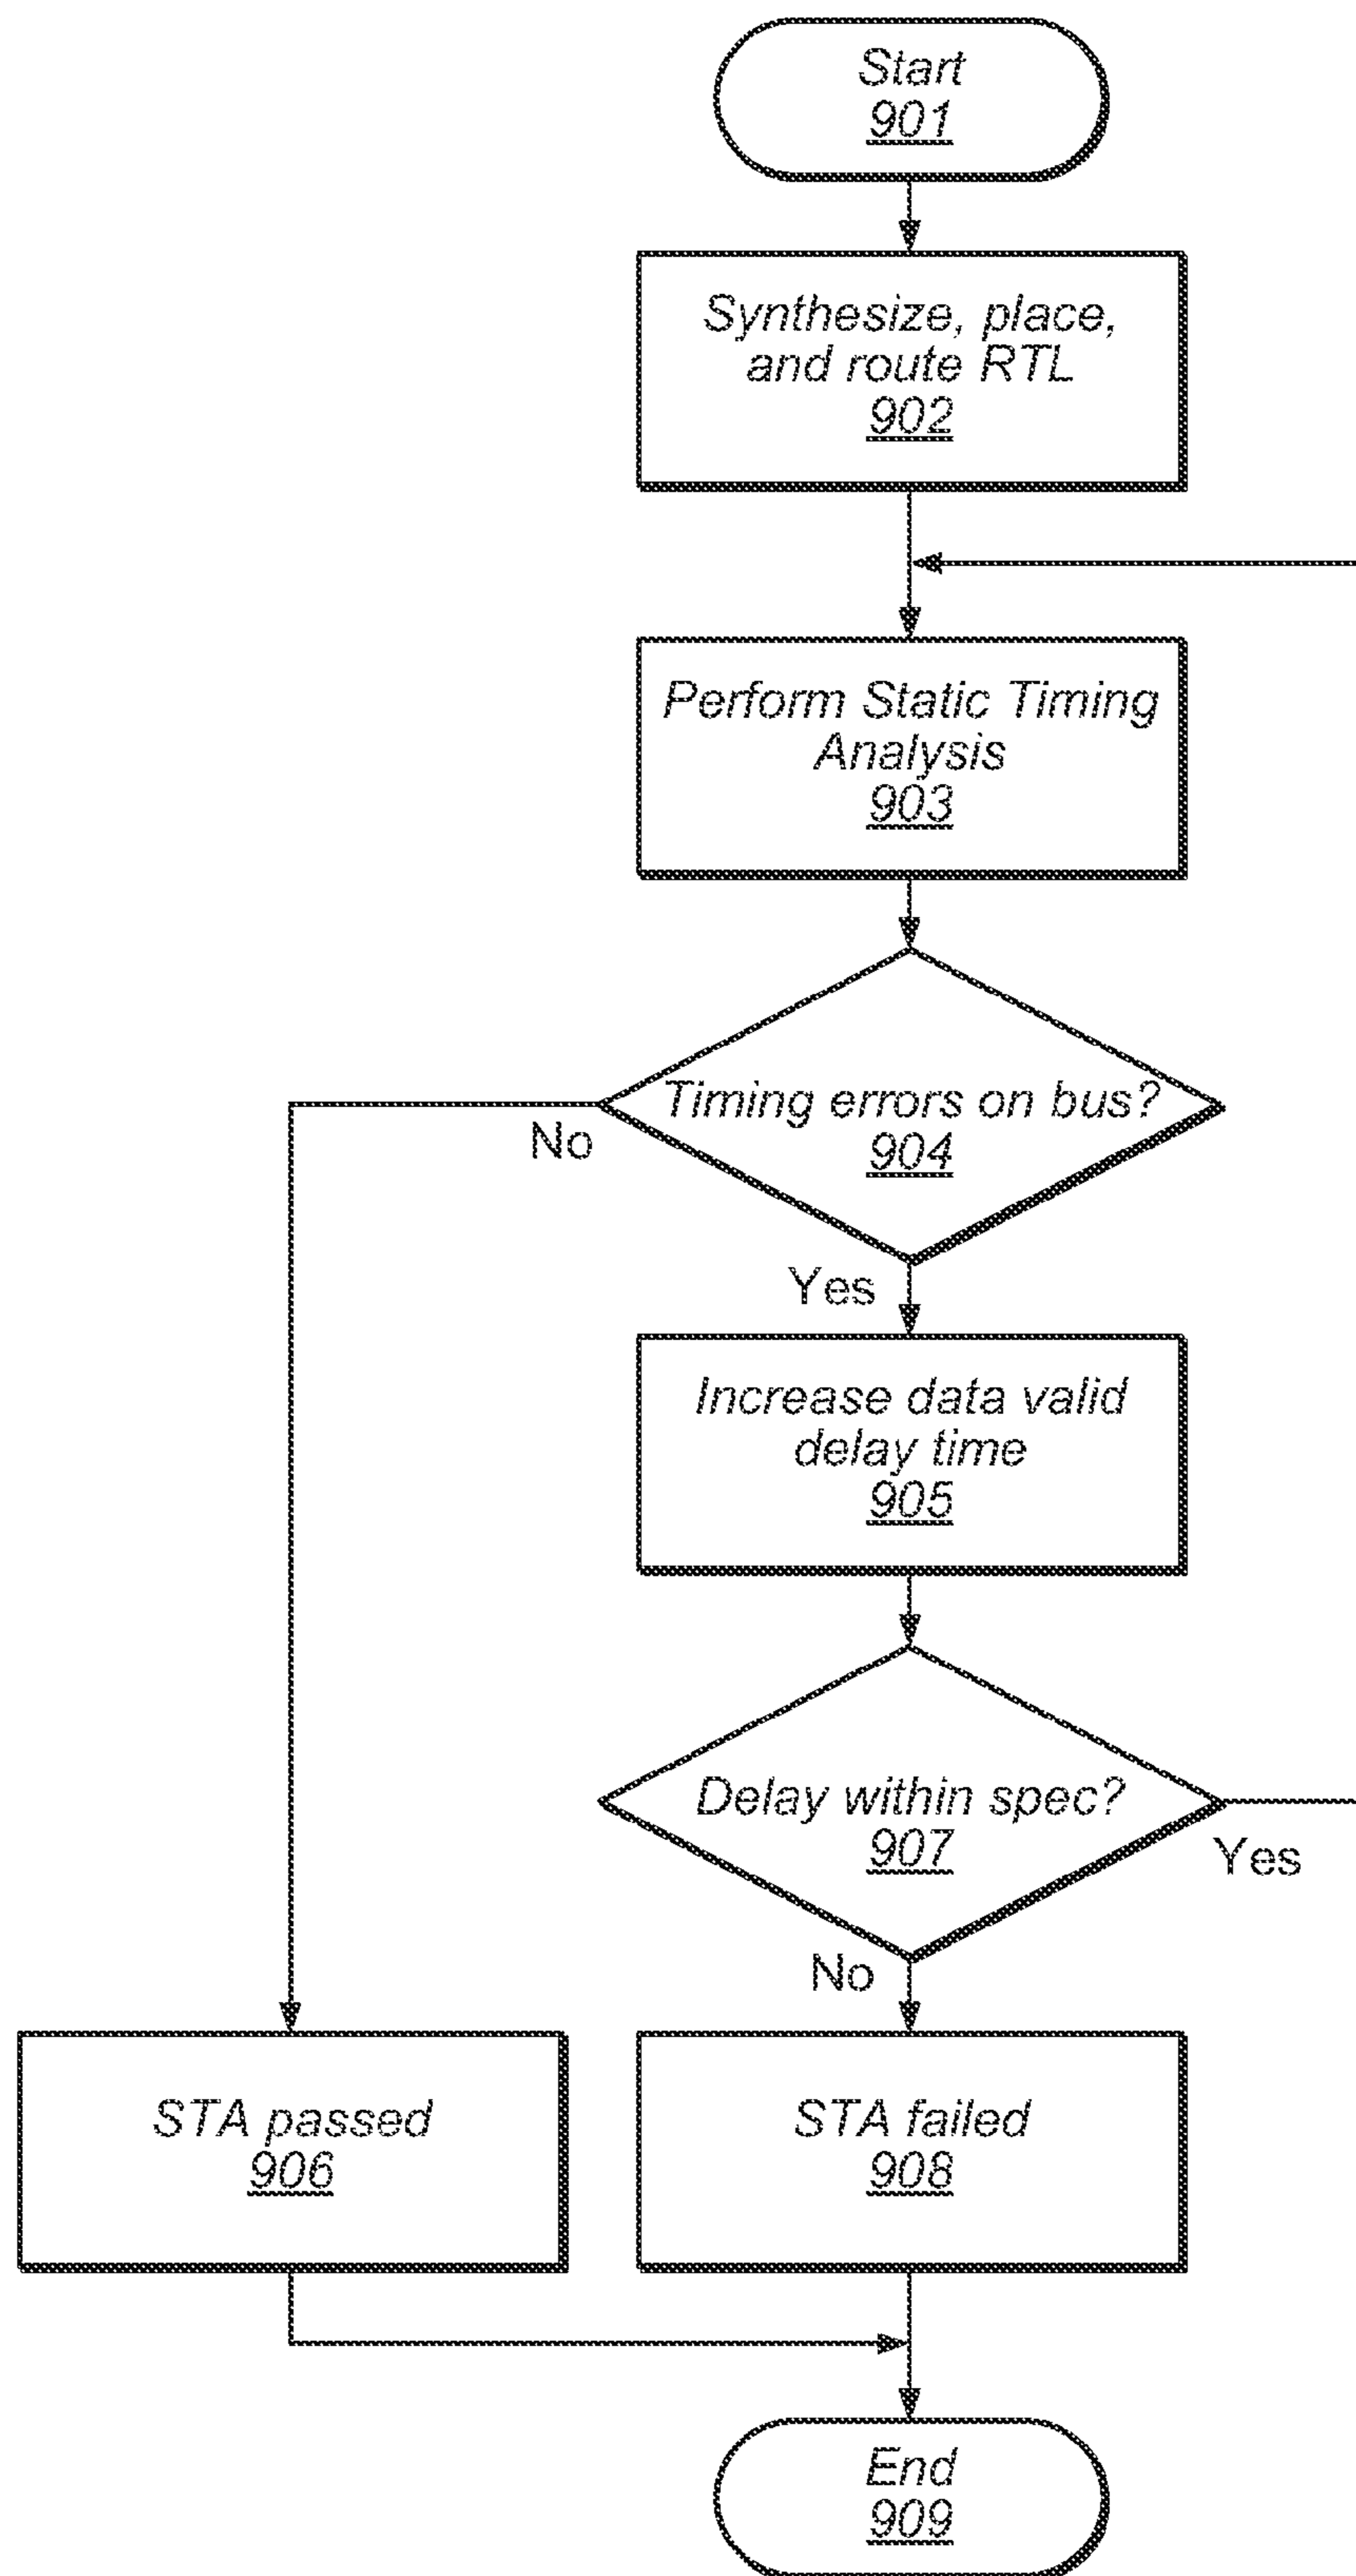 Start
901
Synthesize, place,
and route RTL
902
Perform Static Timing
Analysis
903
Timing errors on bus?
904
No
Yes
Increase data valid
delay time
905
Delay within spec?
907
Yes
No
STA passed
906
STA failed
908
End
909